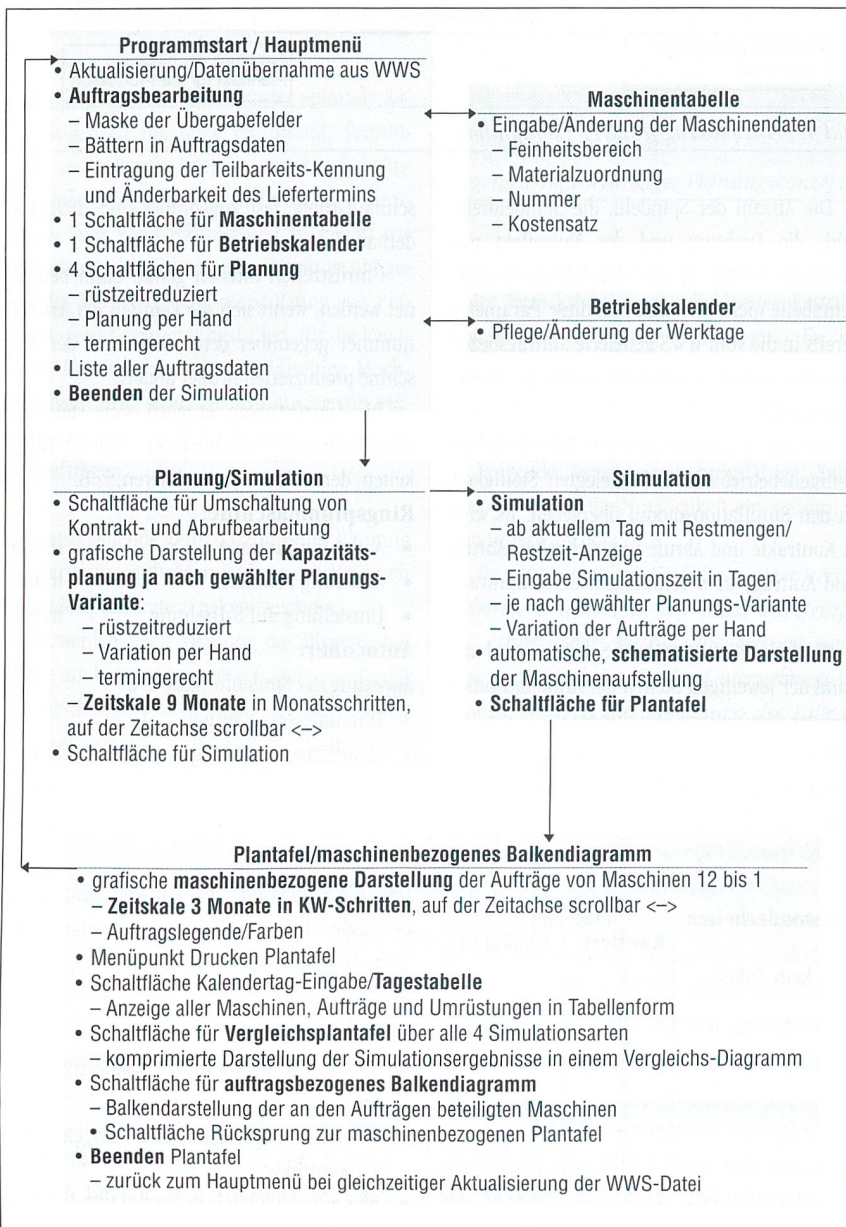 Programmstart / Hauptmenü
• Aktualisierung/Datenübernahme aus WWS
• Auftragsbearbeitung
– Maske der Übergabefelder
– Bättern in Auftragsdaten
– Eintragung der Teilbarkeits-Kennung
und Änderbarkeit des Liefertermins
• 1 Schaltfläche für Maschinentabelle
• 1 Schaltfläche für Betriebskalender
• 4 Schaltflächen für Planung
– rüstzeitreduziert
– Planung per Hand
– termingerecht
• Liste aller Auftragsdaten
• Beenden der Simulation
Maschinentabelle
• Eingabe/Änderung der Maschinendaten
– Feinheitsbereich
– Materialzuordnung
– Nummer
– Kostensatz
Betriebskalender
• Pflege/Änderung der Werktage
Planung/Simulation
• Schaltfläche für Umschaltung von
Kontrakt- und Abrufbearbeitung
• grafische Darstellung der Kapazitäts-
planung ja nach gewählter Planungs-
Variante:
– rüstzeitreduziert
– Variation per Hand
– termingerecht
– Zeitskale 9 Monate in Monatsschritten,
auf der Zeitachse scrollbar <–>
• Schaltfläche für Simulation
Silmulation
• Simulation
– ab aktuellem Tag mit Restmengen/
Restzeit-Anzeige
– Eingabe Simulationszeit in Tagen
– je nach gewählter Planungs-Variante
– Variation der Aufträge per Hand
• automatische, schematisierte Darstellung
der Maschinenaufstellung
• Schaltfläche für Plantafel
Plantafel/maschinenbezogenes Balkendiagramm
• grafische maschinenbezogene Darstellung der Aufträge von Maschinen 12 bis 1
– Zeitskale 3 Monate in KW-Schritten, auf der Zeitachse scrollbar <–>
– Auftragslegende/Farben
• Menüpunkt Drucken Plantafel
• Schaltfläche Kalendertag-Eingabe/Tagestabelle
– Anzeige aller Maschinen, Aufträge und Umrüstungen in Tabellenform
• Schaltfläche für Vergleichsplantafel über alle 4 Simulationsarten
– komprimierte Darstellung der Simulationsergebnisse in einem Vergleichs-Diagramm
• Schaltfläche für auftragsbezogenes Balkendiagramm
– Balkendarstellung der an den Aufträgen beteiligten Maschinen
• Schaltfläche Rücksprung zur maschinenbezogenen Plantafel
• Beenden Plantafel
– zurück zum Hauptmenü bei gleichzeitiger Aktualisierung der WWS-Datei